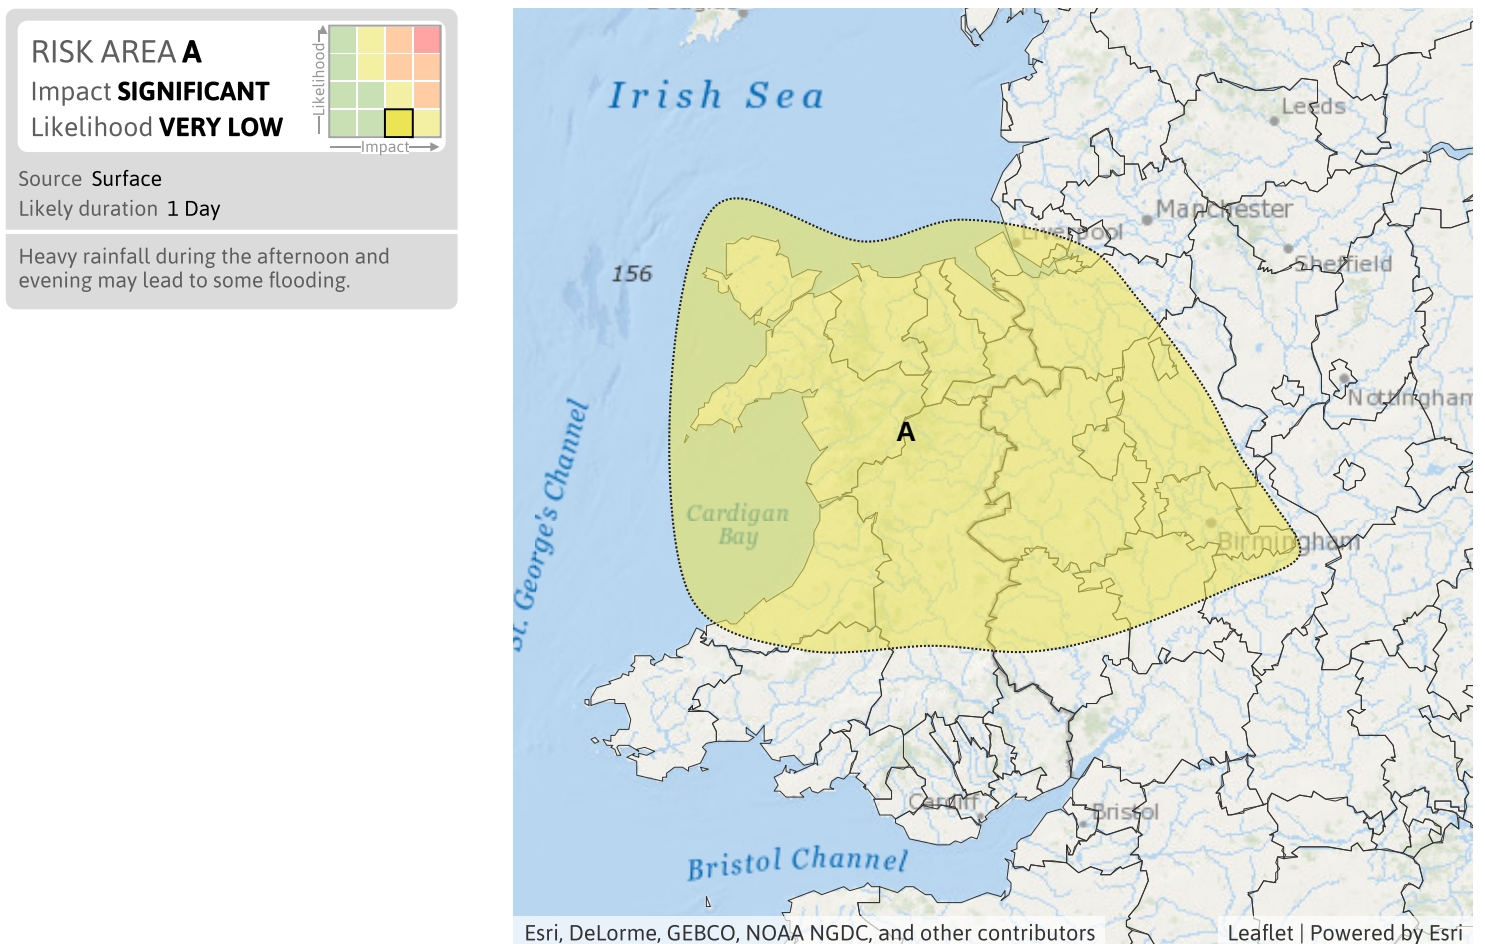 RISK AREA A
Impact SIGNIFICANT
Likelihood VERY LOW
Likelihood
Impact
Source Surface
Likely duration 1 Day
Heavy rainfall during the afternoon and
evening may lead to some flooding.
Irish Sea
Leeds
Manchester
Liverpool
Sheffield
156
Nottingham
A
St. George's Channel
Cardigan
Bay
Birmingham
Cardiff
Bristol
Bristol Channel
Esri, DeLorme, GEBCO, NOAA NGDC, and other contributors
Leaflet | Powered by Esri